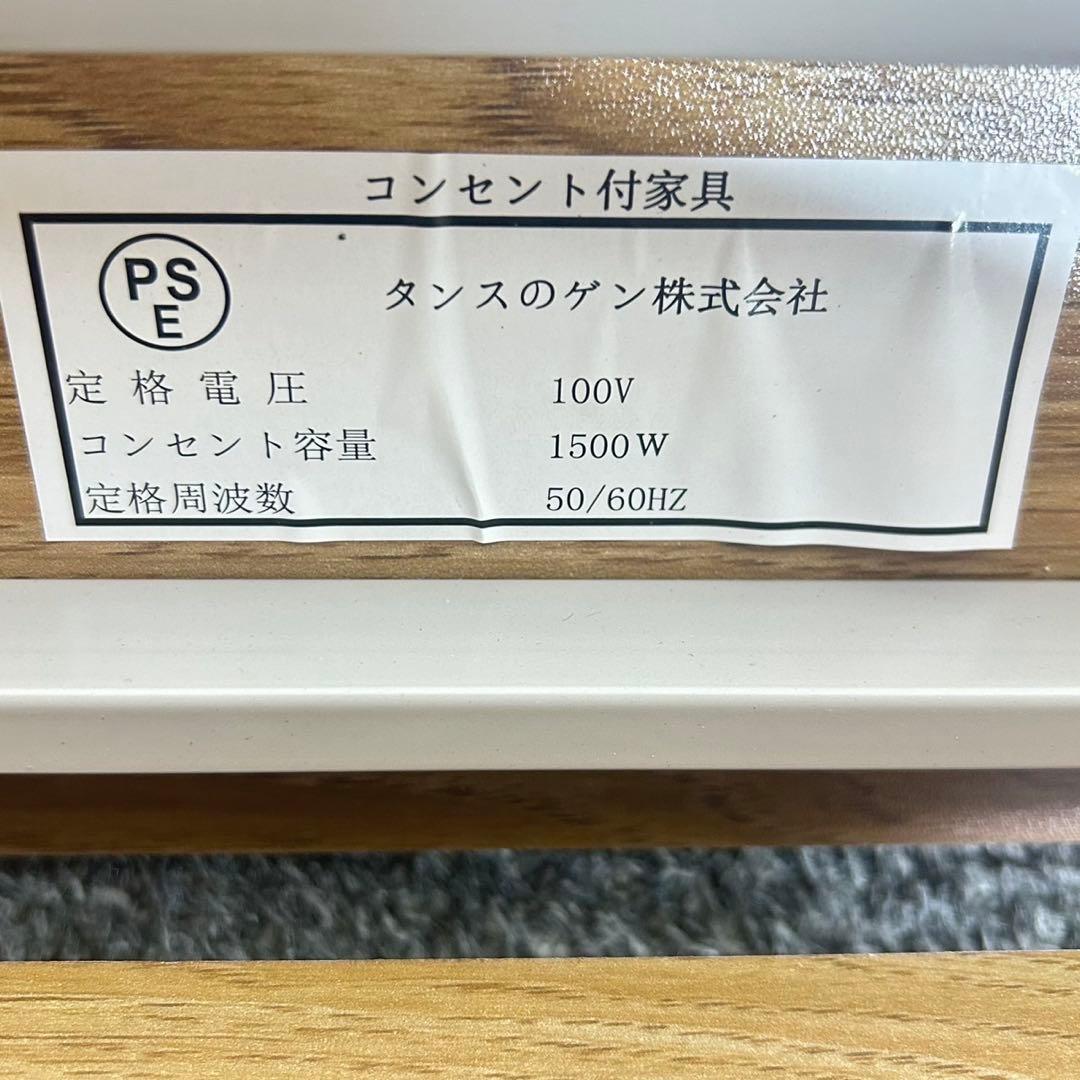 コンセント付家具
PS
E
タンスのゲン株式会社
定格電圧 100V
コンセント容量 1500W
定格周波数 50/60HZ